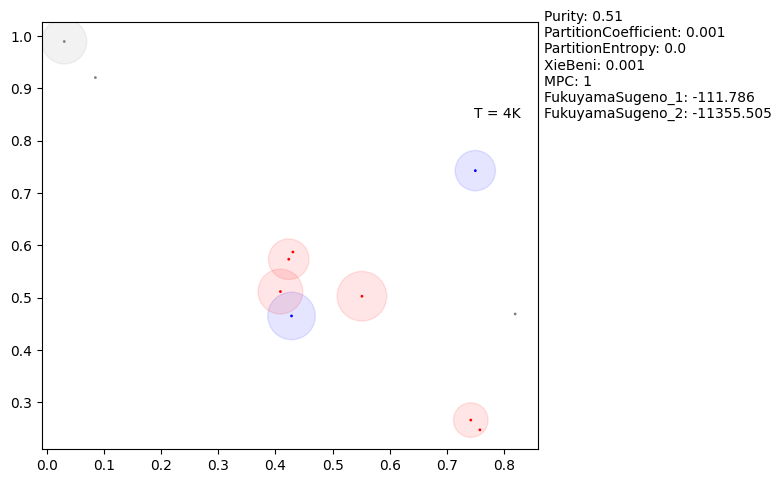 Purity: 0.51
PartitionCoefficient: 0.001
PartitionEntropy: 0.0
XieBeni: 0.001
MPC: 1
FukuyamaSugeno_1: -111.786
FukuyamaSugeno_2: -11355.505
T = 4K
1.0
0.9
0.8
0.7
0.6
0.5
0.4
0.3
0.0 0.1 0.2 0.3 0.4 0.5 0.6 0.7 0.8